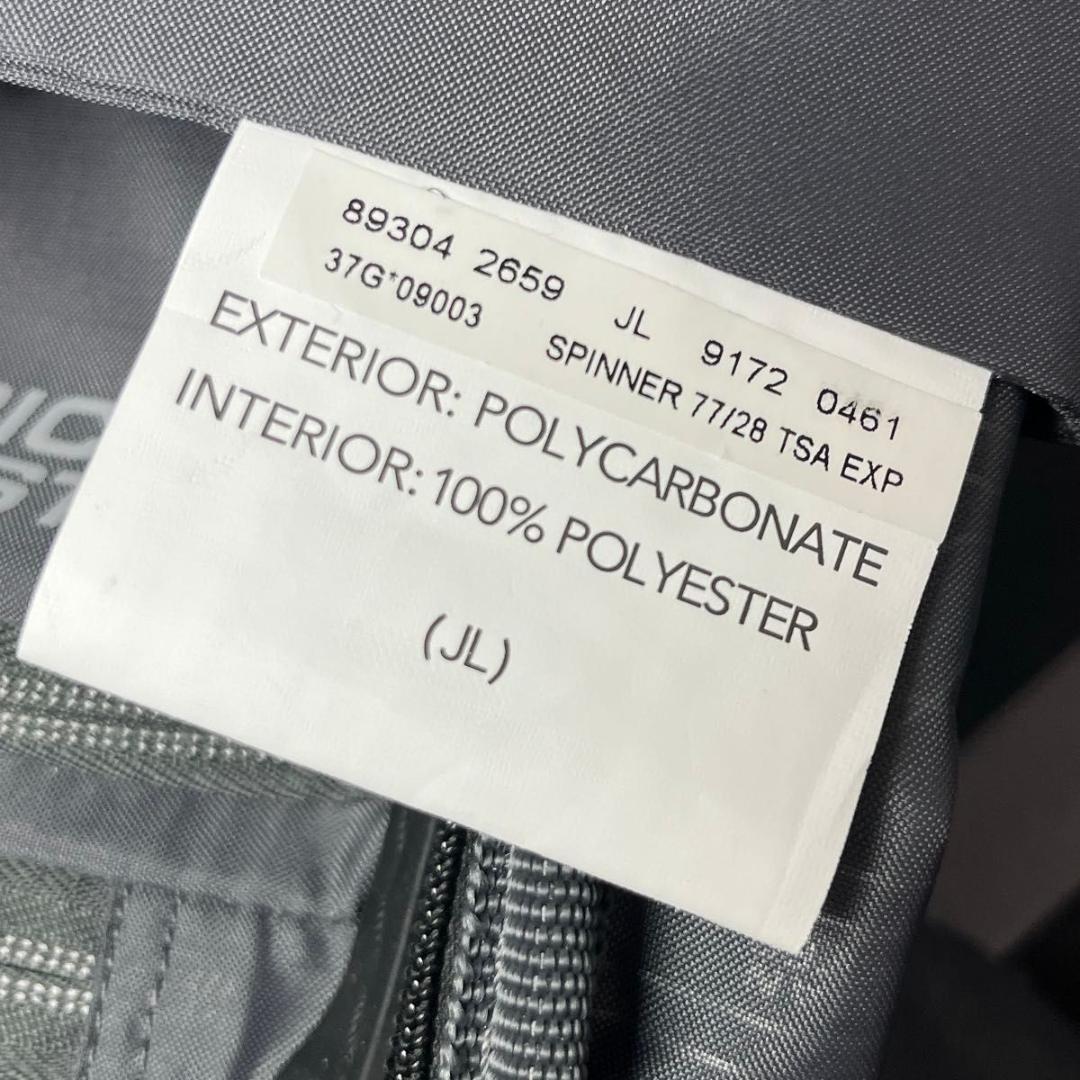 89304 2659 JL 9172 0461
37G*09003 SPINNER 77/28 TSA EXP
EXTERIOR: POLYCARBONATE
INTERIOR: 100% POLYESTER
(JL)